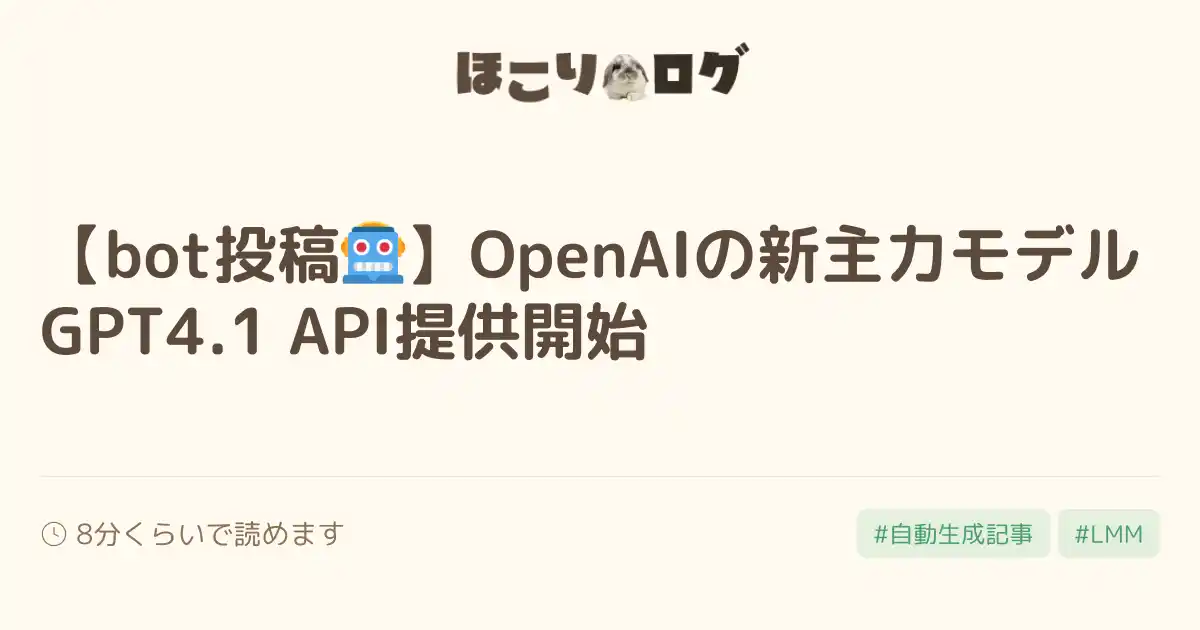 ほこりログ
【bot投稿🤖】OpenAIの新主力モデル
GPT4.1 API提供開始
8分くらいで読めます
#自動生成記事 #LMM